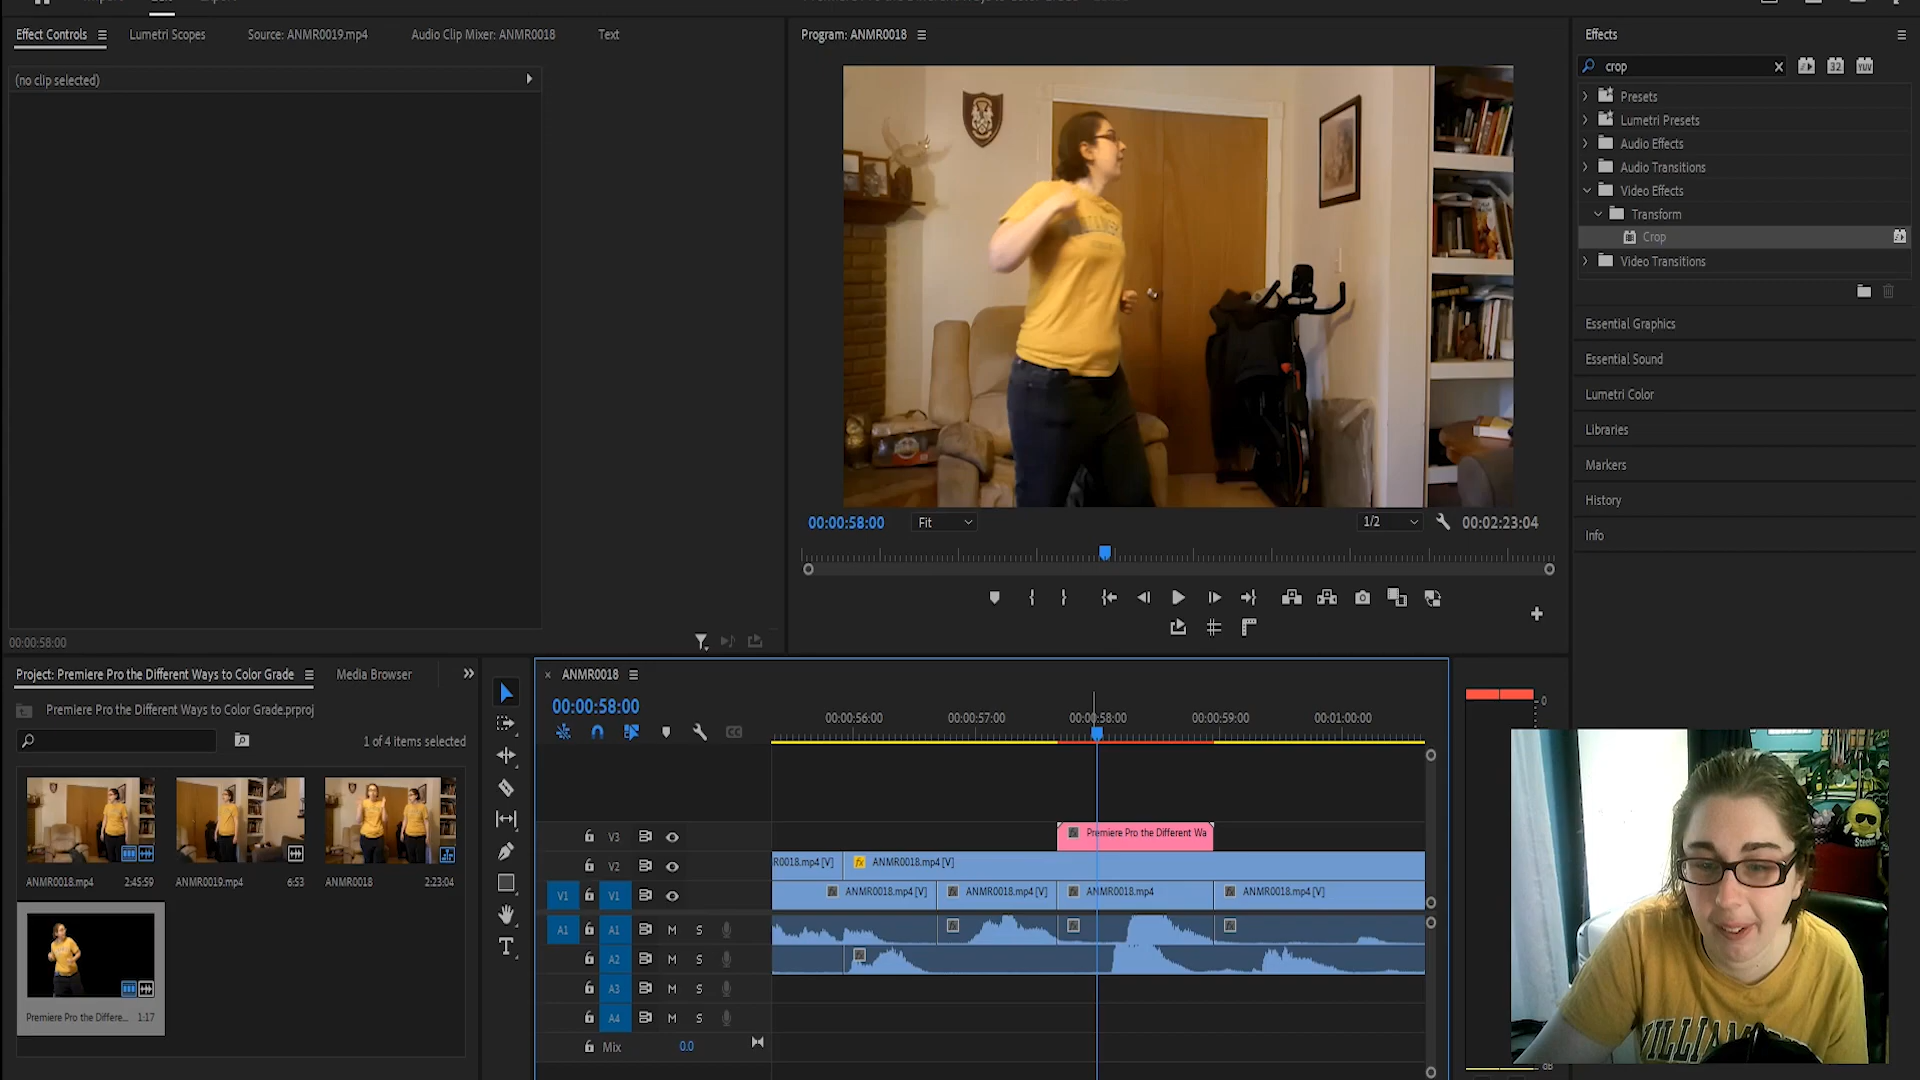 Effect Controls
Lumetri Scopes
Source: ANMR0019.mp4
Audio Clip Mixer: ANMR0018
Text
(no clip selected)
00:00:58:00
Program: ANMR0018
00:00:58:00
Fit
1/2
00:02:23:04
Effects
crop
32
YUV
Presets
Lumetri Presets
Audio Effects
Audio Transitions
Video Effects
Transform
Crop
Video Transitions
Essential Graphics
Essential Sound
Lumetri Color
Libraries
Markers
History
Info
Project: Premiere Pro the Different Ways to Color Grade
Media Browser
Premiere Pro the Different Ways to Color Grade.prproj
1 of 4 items selected
ANMR0018.mp4 2:45:59
ANMR0019.mp4 6:53
ANMR0018 2:23:04
Premiere Pro the Differe... 1:17
ANMR0018
00:00:58:00
00:00:56:00 00:00:57:00 00:00:58:00 00:00:59:00 00:01:00:00
V3
Premiere Pro the Different Wa
V2
R0018.mp4 [V]
fx ANMR0018.mp4 [V]
V1 V1
ANMR0018.mp4 [V]
ANMR0018.mp4 [V]
ANMR0018.mp4
ANMR0018.mp4 [V]
A1 A1 M S
A2 M S
A3 M S
A4 M S
Mix 0.0
0
dB